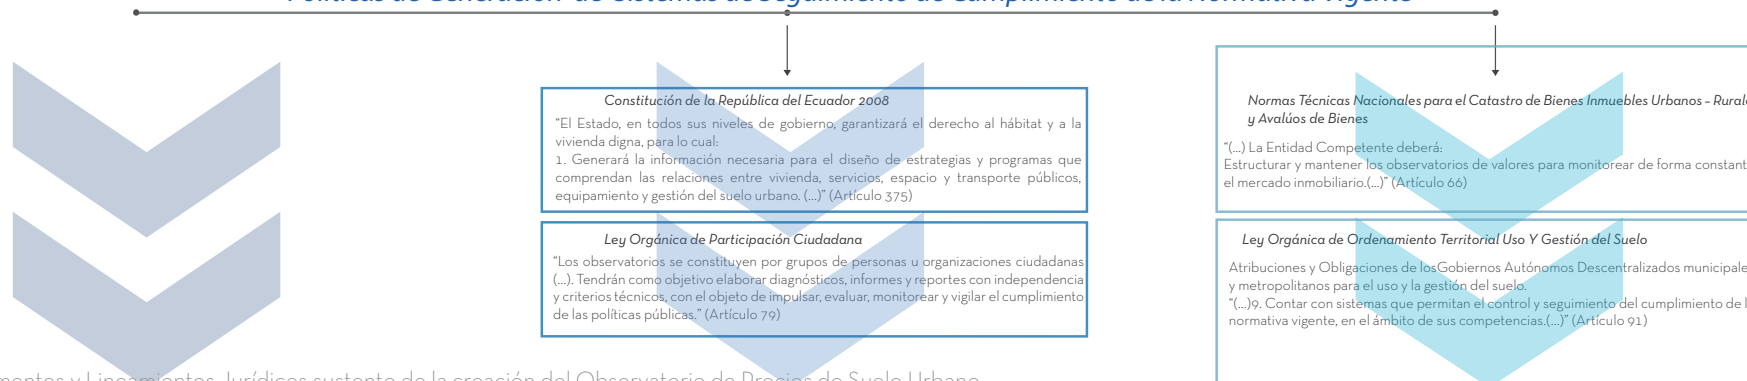 Políticas de Generación de Sistemas de Seguimiento de Cumplimiento de la Normativa Vigente
Constitución de la República del Ecuador 2008
“El Estado, en todos sus niveles de gobierno, garantizará el derecho al hábitat y a la
vivienda digna, para lo cual:
1. Generará la información necesaria para el diseño de estrategias y programas que
comprendan las relaciones entre vivienda, servicios, espacio y transporte públicos,
equipamiento y gestión del suelo urbano. (...)” (Artículo 375)
Ley Orgánica de Participación Ciudadana
“Los observatorios se constituyen por grupos de personas u organizaciones ciudadanas
(...). Tendrán como objetivo elaborar diagnósticos, informes y reportes con independencia
y criterios técnicos, con el objeto de impulsar, evaluar, monitorear y vigilar el cumplimiento
de las políticas públicas.” (Artículo 79)
Normas Técnicas Nacionales para el Catastro de Bienes Inmuebles Urbanos - Rurale
y Avalúos de Bienes
“(...) La Entidad Competente deberá:
Estructurar y mantener los observatorios de valores para monitorear de forma constant
el mercado inmobiliario.(...)” (Artículo 66)
Ley Orgánica de Ordenamiento Territorial Uso Y Gestión del Suelo
Atribuciones y Obligaciones de losGobiernos Autónomos Descentralizados municipale
y metropolitanos para el uso y la gestión del suelo.
“(...)9. Contar con sistemas que permitan el control y seguimiento del cumplimiento de l
normativa vigente, en el ámbito de sus competencias.(...)” (Artículo 91)
mentos y Lineamientos Jurídicos sustento de la creación del Observatorio de Precios de Suelo Urbano